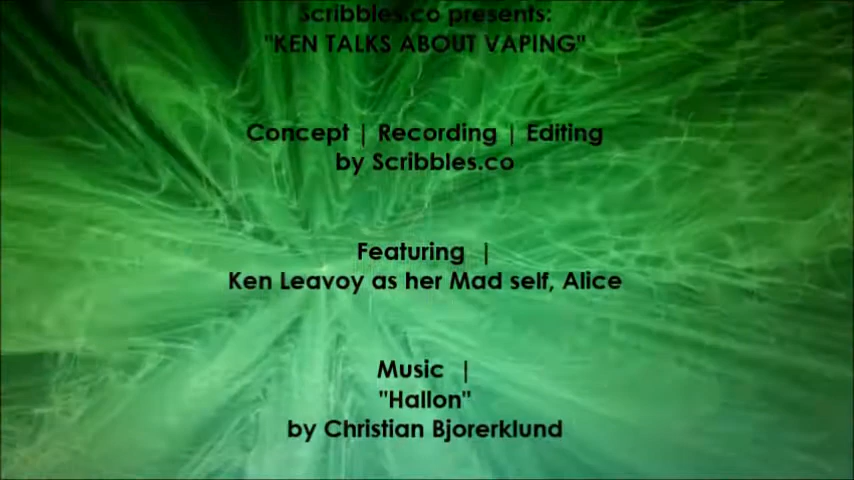 Scribbles.co presents:
"KEN TALKS ABOUT VAPING"
Concept | Recording | Editing
by Scribbles.co
Featuring |
Ken Leavoy as her Mad self, Alice
Music |
"Hallon"
by Christian Bjorerklund